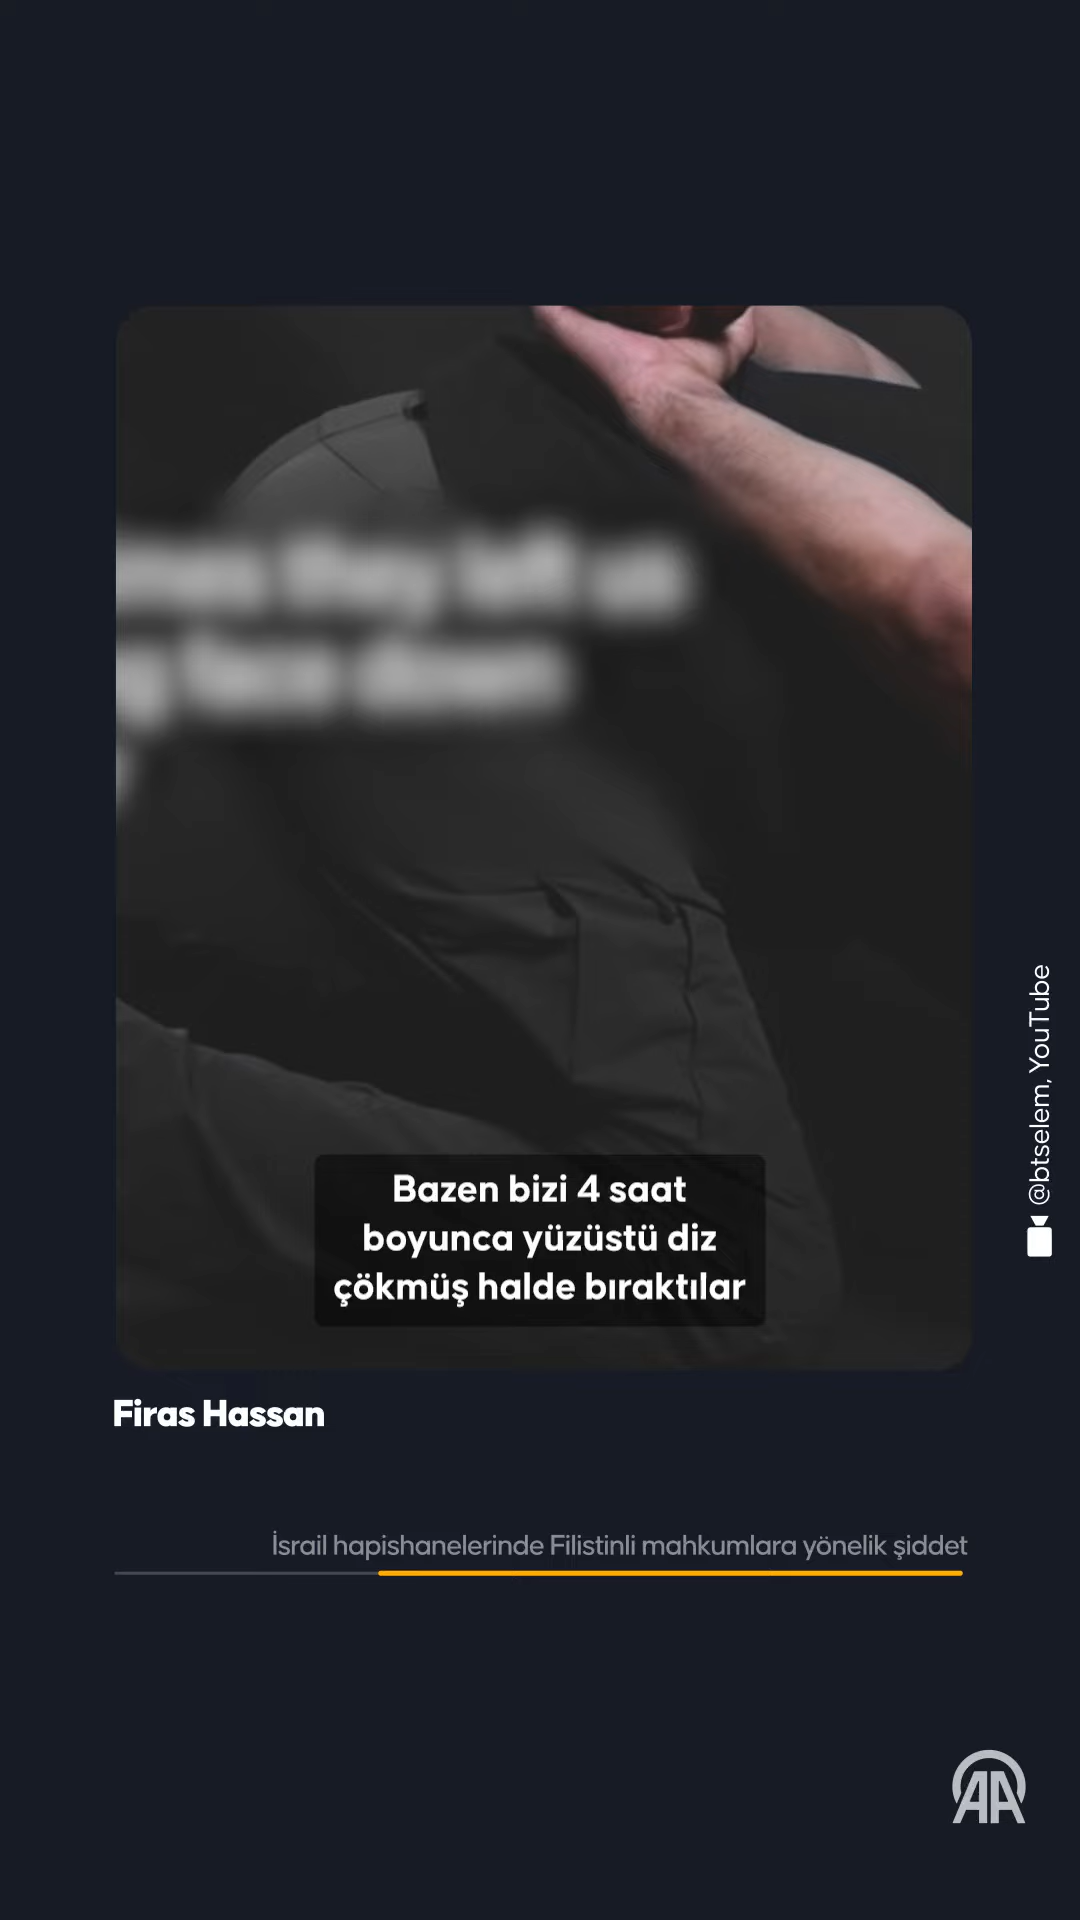 Bazen bizi 4 saat
boyunca yüzüstü diz
çökmüş halde bıraktılar
Firas Hassan
İsrail hapishanelerinde Filistinli mahkumlara yönelik şiddet
@btselem, YouTube
AA